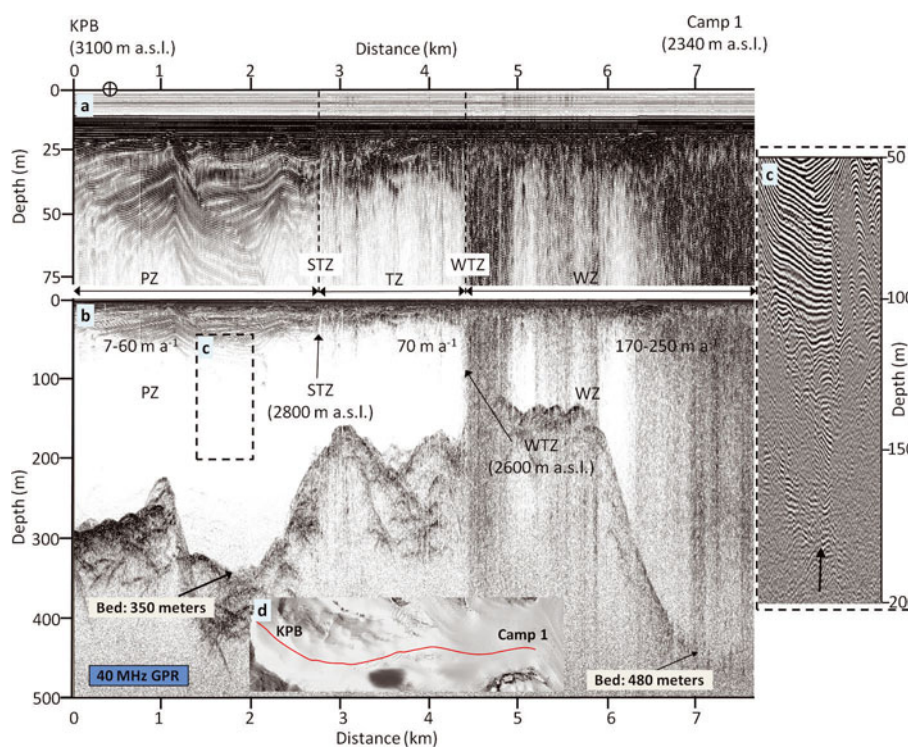 KPB
(3100 m a.s.l.)
Distance (km)
Camp 1
(2340 m a.s.l.)
0 1 2 3 4 5 6 7
a
Depth (m)
0
25
50
75
STZ
WTZ
PZ
TZ
WZ
b
Depth (m)
0
100
200
300
400
500
7-60 m a⁻¹
c
70 m a⁻¹
170-250 m a⁻¹
PZ
STZ
(2800 m a.s.l.)
WZ
WTZ
(2600 m a.s.l.)
Bed: 350 meters
d
KPB
Camp 1
40 MHz GPR
Bed: 480 meters
0 1 2 3 4 5 6 7
Distance (km)
c
50
100
150
200
Depth (m)